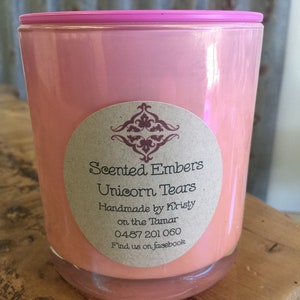 Scented Embers
Unicorn Tears
Handmade by Kristy
on the Tamar
0487 201 060
Find us on facebook